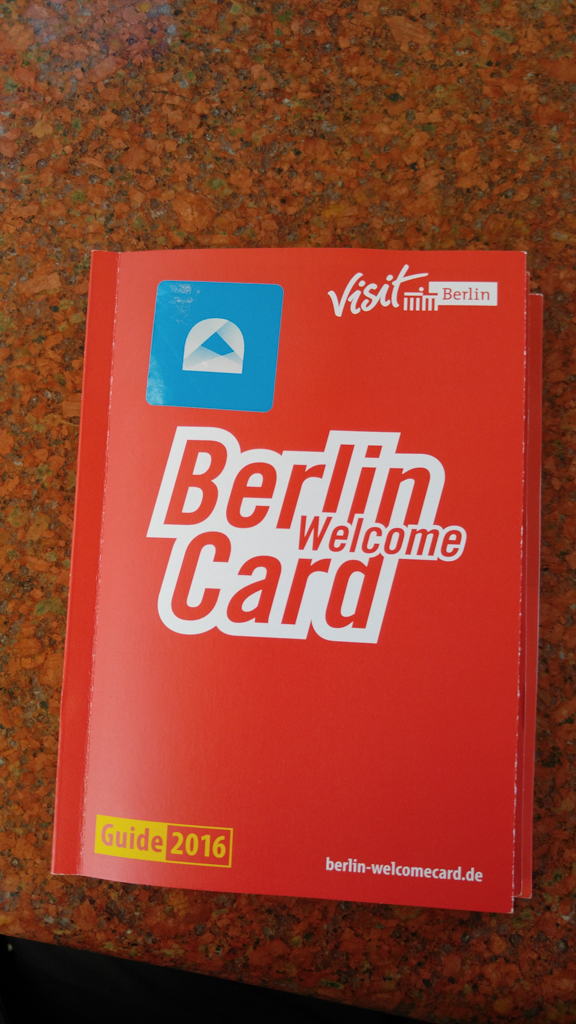 Visit Berlin
Berlin
Welcome
Card
Guide 2016
berlin-welcomecard.de